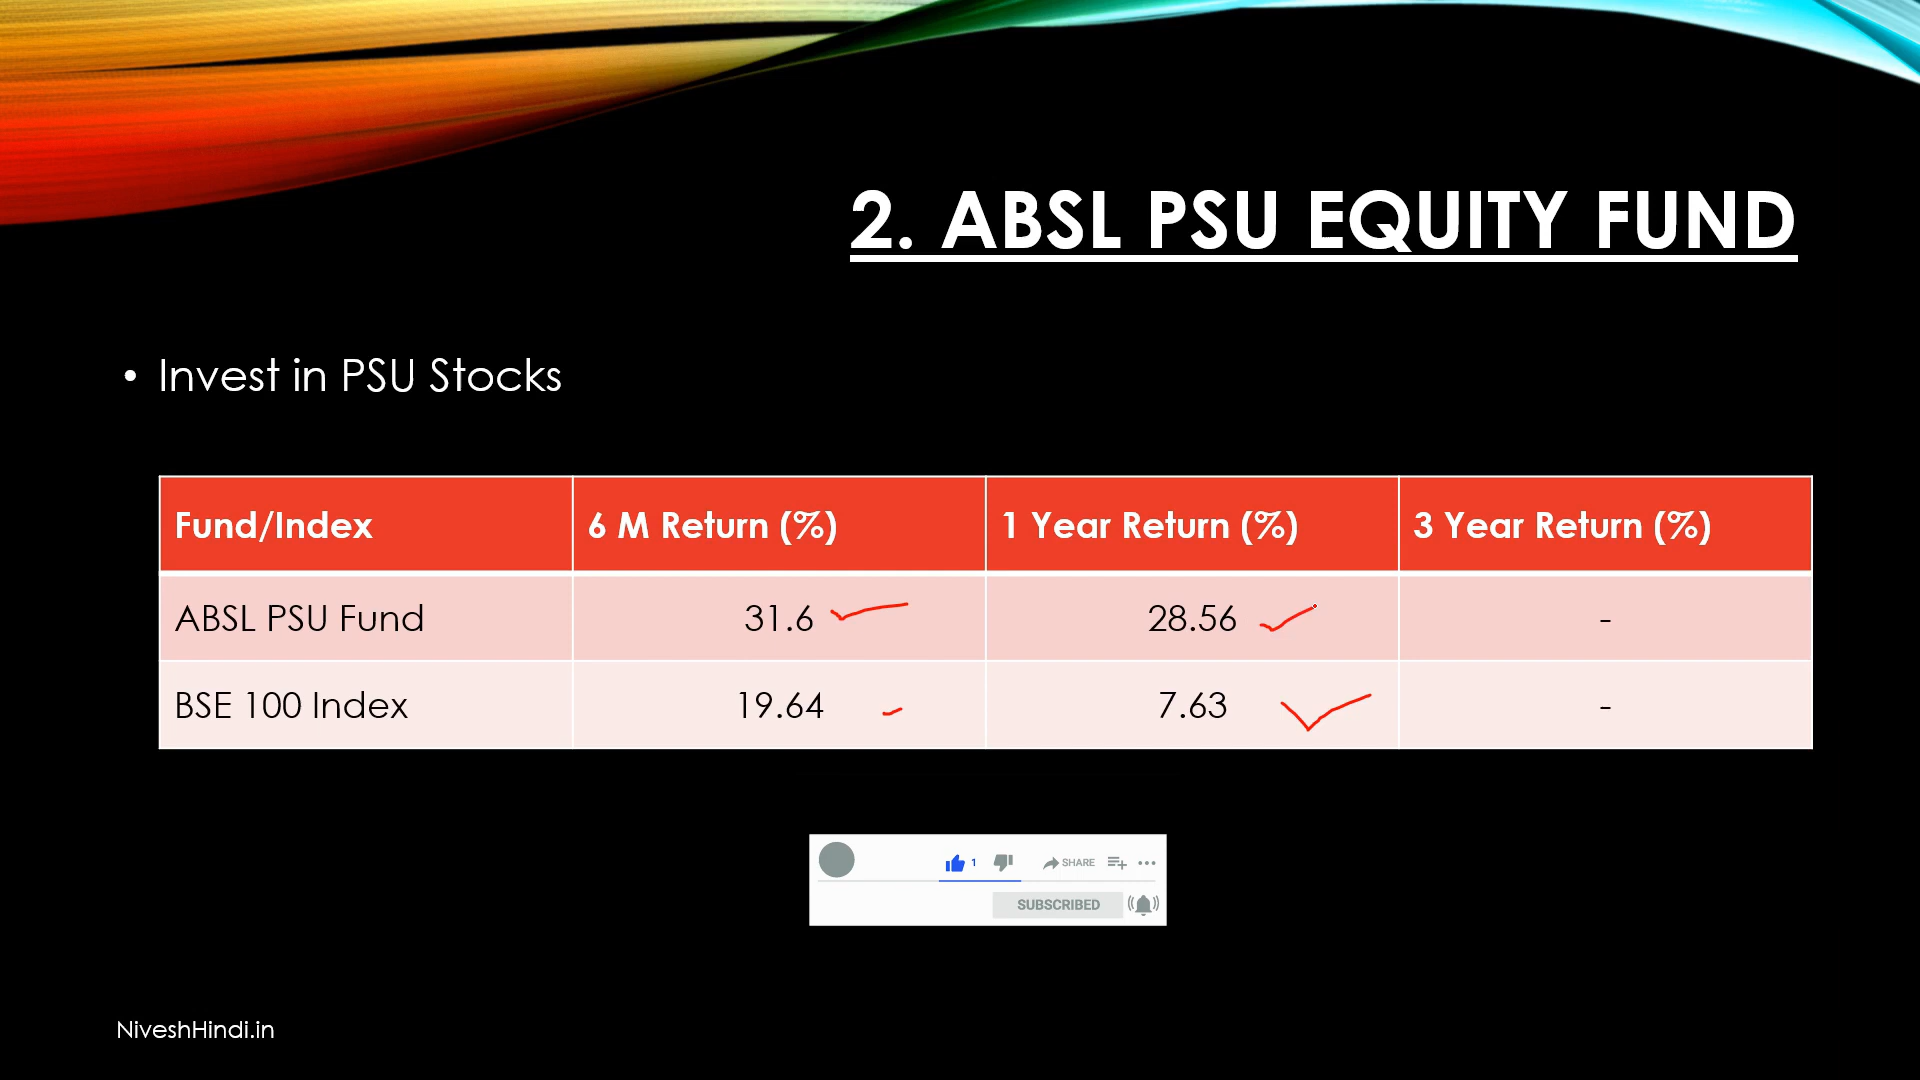 2. ABSL PSU EQUITY FUND
• Invest in PSU Stocks
Fund/Index 6 M Return (%) 1 Year Return (%) 3 Year Return (%)
ABSL PSU Fund 31.6 28.56 -
BSE 100 Index 19.64 7.63 -
1 SHARE
SUBSCRIBED
NiveshHindi.in